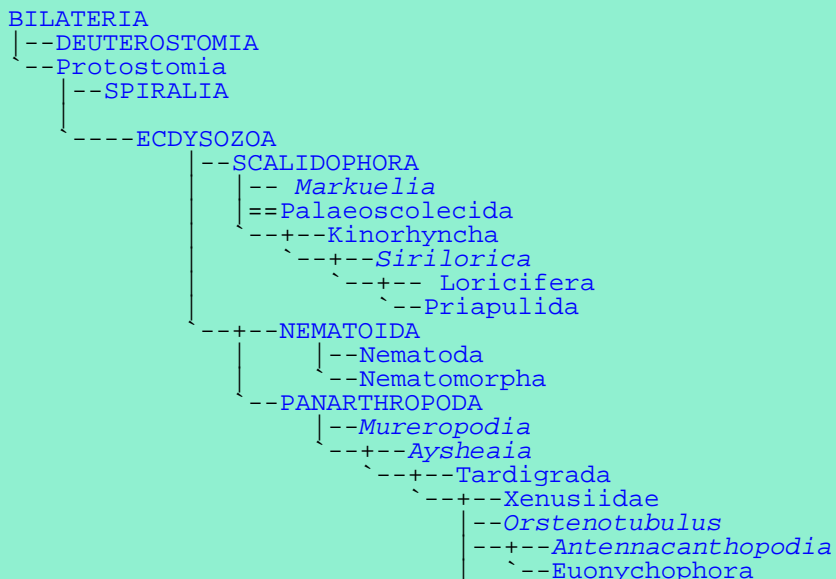 BILATERIA
|--DEUTEROSTOMIA
`--Protostomia
   |--SPIRALIA
   |
   `----ECDYSOZOA
           |--SCALIDOPHORA
           |  |-- Markuelia
           |  |==Palaeoscolecida
           |  `--+--Kinorhyncha
           |     `--+--Sirilorica
           |        `--+-- Loricifera
           |           `--Priapulida
           `--+--NEMATOIDA
              |    |--Nematoda
              |    `--Nematomorpha
              `--PANARTHROPODA
                   |--Mureropodia
                   `--+--Aysheaia
                      `--+--Tardigrada
                         `--+--Xenusiidae
                            |--Orstenotubulus
                            |--+--Antennacanthopodia
                            |  `--Euonychophora